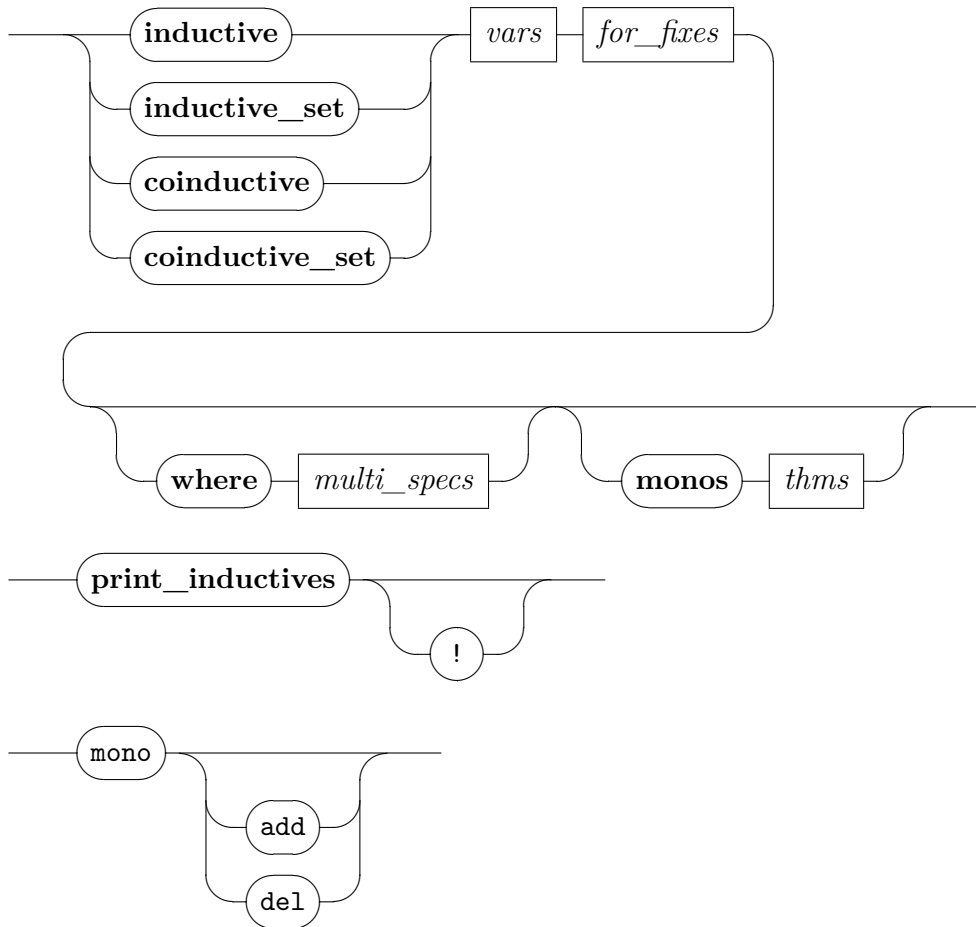 inductive vars for_fixes
inductive_set
coinductive
coinductive_set
where multi_specs monos thms
print_inductives
!
mono
add
del